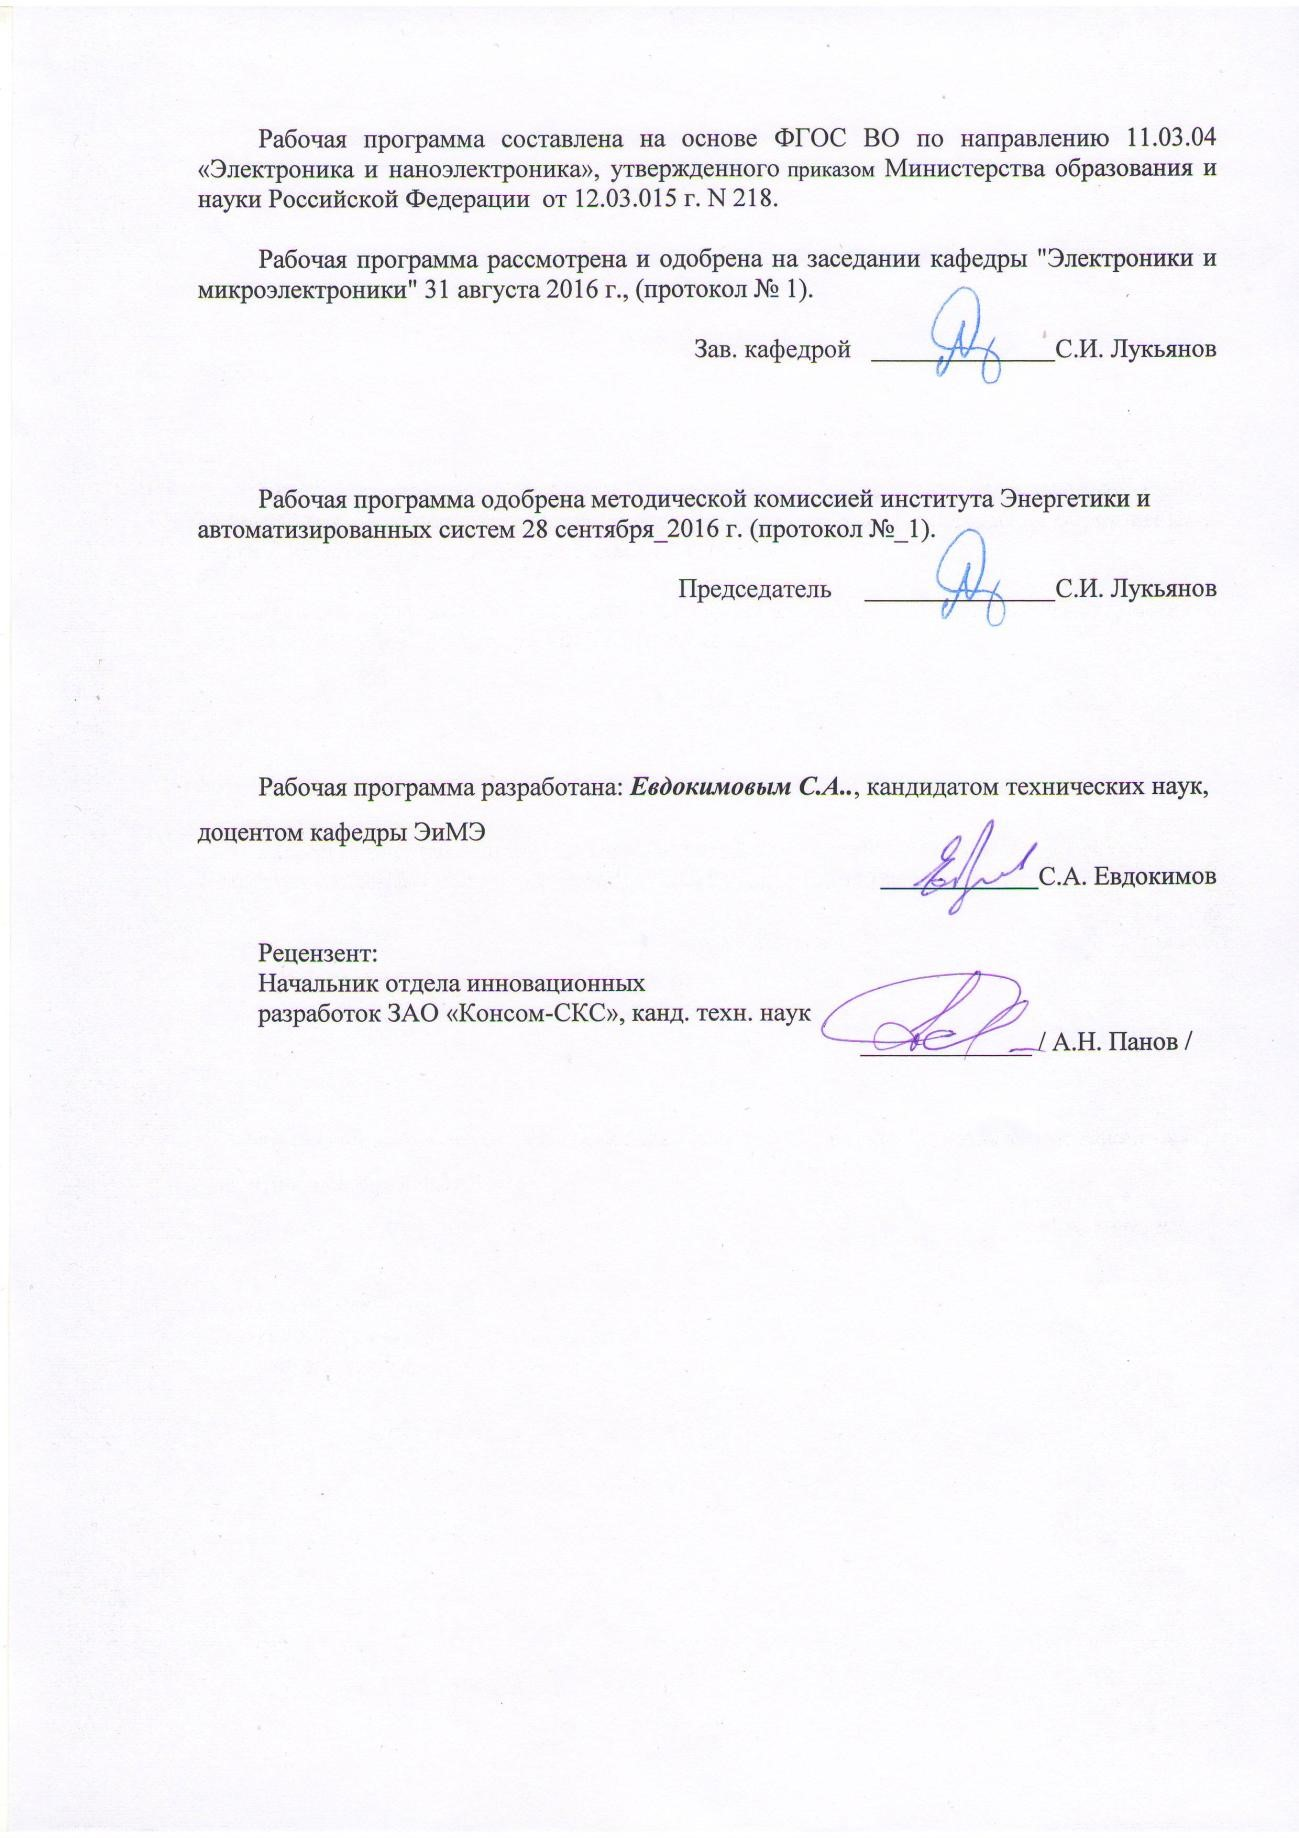 Рабочая программа составлена на основе ФГОС ВО по направлению 11.03.04
«Электроника и наноэлектроника», утвержденного приказом Министерства образования и
науки Российской Федерации от 12.03.015 г. N 218.
Рабочая программа рассмотрена и одобрена на заседании кафедры "Электроники и
микроэлектроники" 31 августа 2016 г., (протокол № 1).
Зав. кафедрой ______________С.И. Лукьянов
Рабочая программа одобрена методической комиссией института Энергетики и
автоматизированных систем 28 сентября_2016 г. (протокол №_1).
Председатель ______________С.И. Лукьянов
Рабочая программа разработана: Евдокимовым С.А.., кандидатом технических наук,
доцентом кафедры ЭиМЭ
____________С.А. Евдокимов
Рецензент:
Начальник отдела инновационных
разработок ЗАО «Консом-СКС», канд. техн. наук
_____________/ А.Н. Панов /